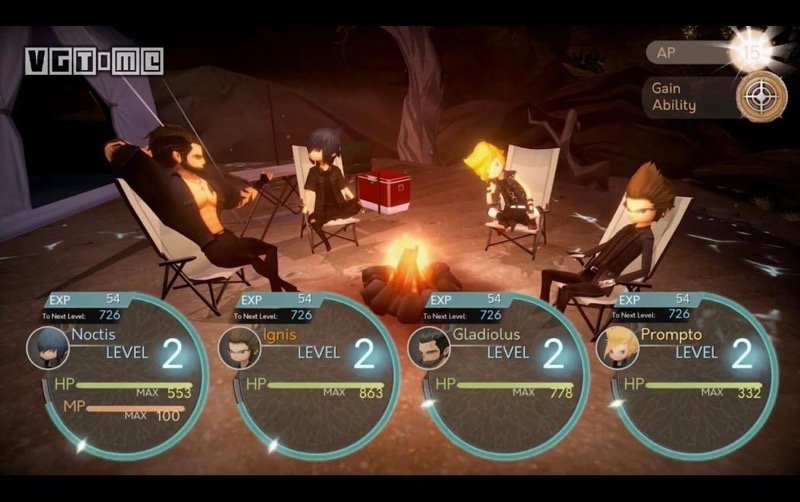 VGTIME
AP 15
Gain
Ability
EXP 54
To Next Level: 726
Noctis
LEVEL 2
HP
MAX 553
MP
MAX 100
EXP 54
To Next Level: 726
Ignis
LEVEL 2
HP
MAX 863
EXP 54
To Next Level: 726
Gladiolus
LEVEL 2
HP
MAX 778
EXP 54
To Next Level: 726
Prompto
LEVEL 2
HP
MAX 332